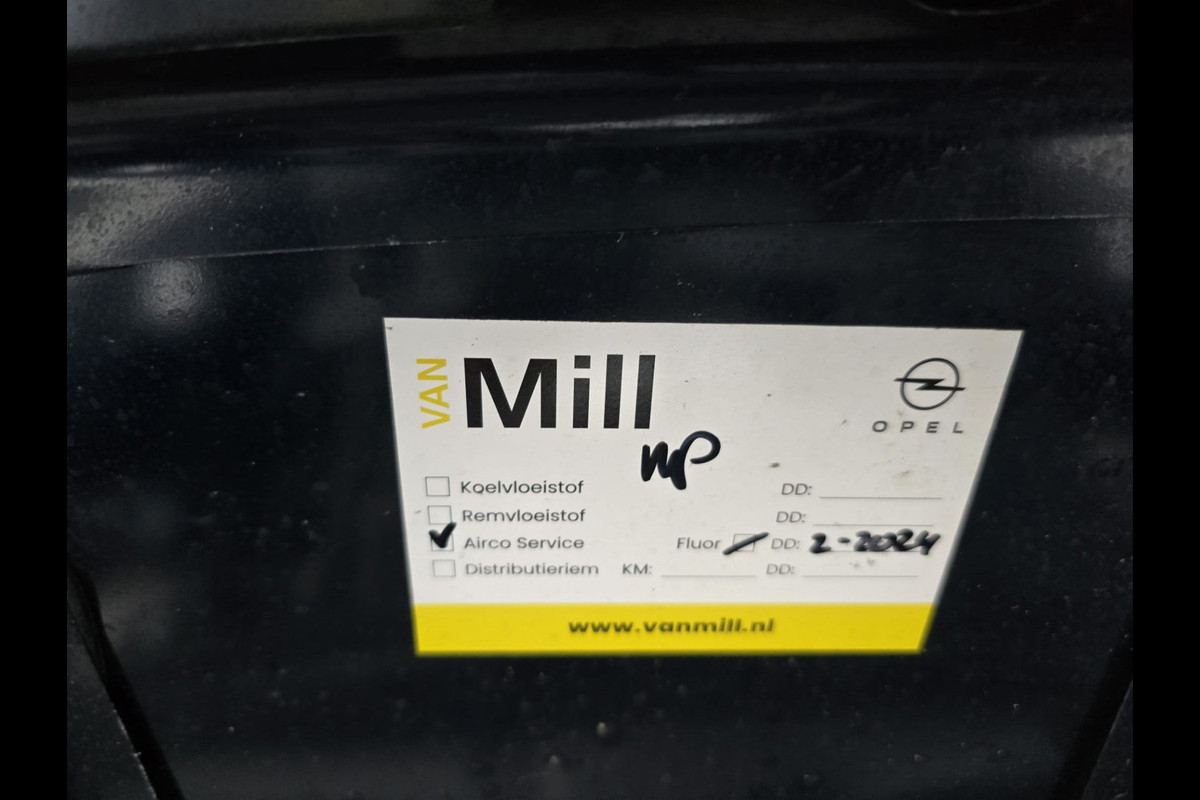 VAN Mill
OPEL
MP
Koelvloeistof DD:
Remvloeistof DD:
Airco Service Fluor DD: 2-2024
Distributieriem KM: DD:
www.vanmill.nl